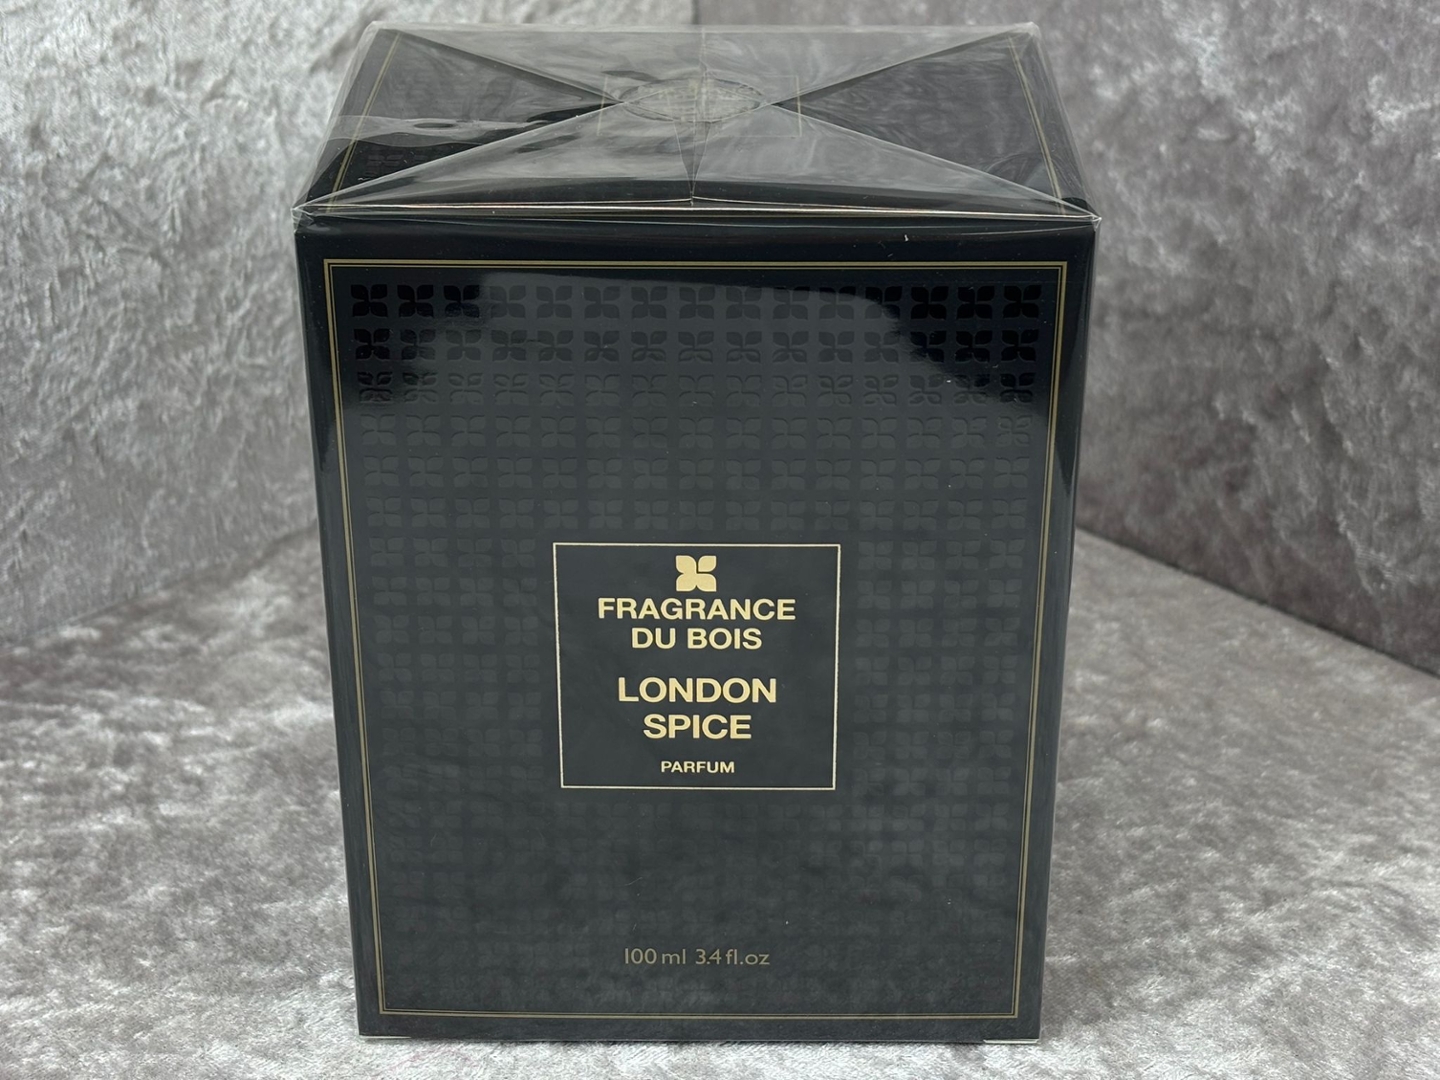 FRAGRANCE
DU BOIS
LONDON
SPICE
PARFUM
100 ml 3.4 fl.oz